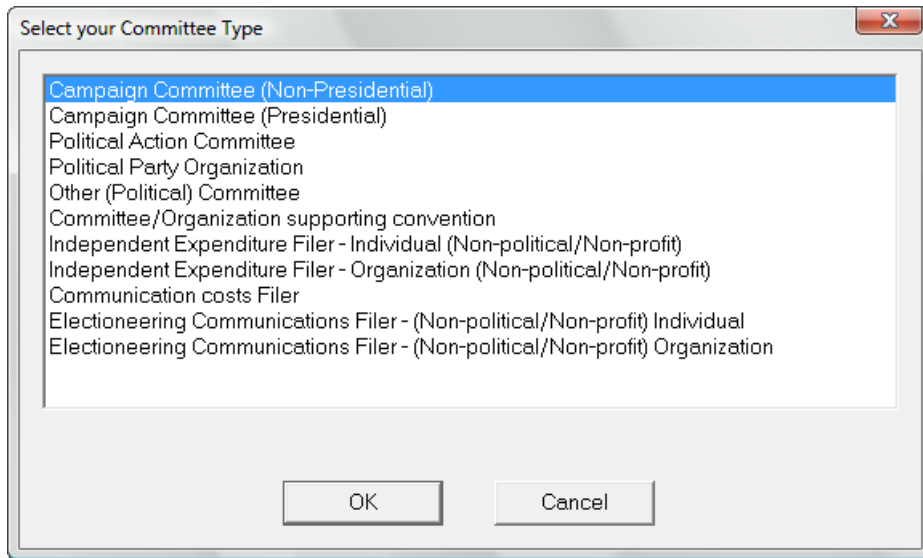 Select your Committee Type
Campaign Committee (Non-Presidential)
Campaign Committee (Presidential)
Political Action Committee
Political Party Organization
Other (Political) Committee
Committee/Organization supporting convention
Independent Expenditure Filer - Individual (Non-political/Non-profit)
Independent Expenditure Filer - Organization (Non-political/Non-profit)
Communication costs Filer
Electioneering Communications Filer - (Non-political/Non-profit) Individual
Electioneering Communications Filer - (Non-political/Non-profit) Organization
OK
Cancel